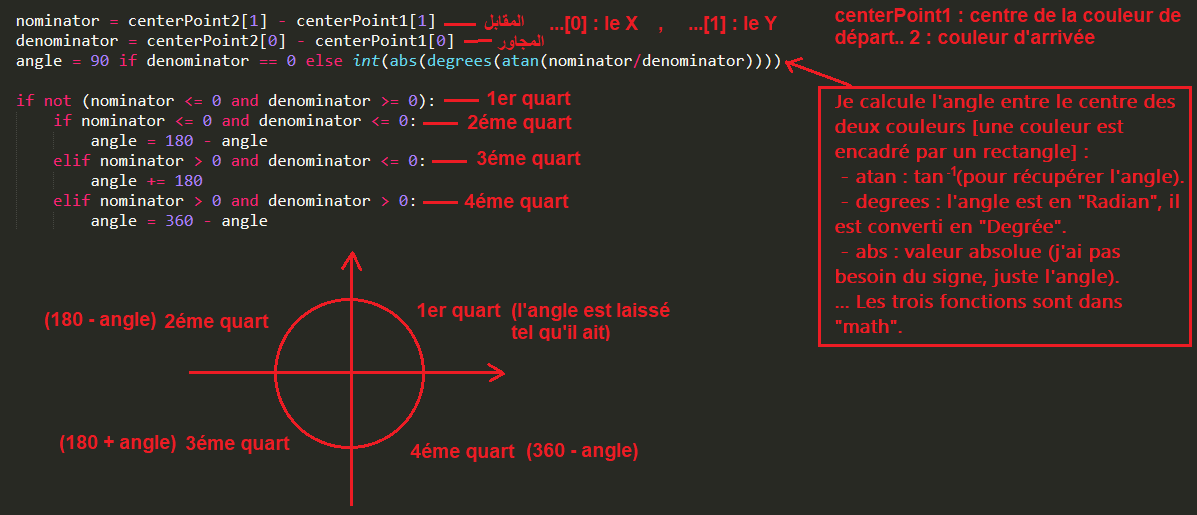 nominator = centerPoint2[1] - centerPoint1[1] المقابل ...[0] : le X , ...[1] : le Y
denominator = centerPoint2[0] - centerPoint1[0] المجاور
angle = 90 if denominator == 0 else int(abs(degrees(atan(nominator/denominator))))
centerPoint1 : centre de la couleur de
départ.. 2 : couleur d'arrivée
if not (nominator <= 0 and denominator >= 0): 1er quart
if nominator <= 0 and denominator <= 0: 2éme quart
angle = 180 - angle
elif nominator > 0 and denominator <= 0: 3éme quart
angle += 180
elif nominator > 0 and denominator > 0: 4éme quart
angle = 360 - angle
Je calcule l'angle entre le centre des
deux couleurs [une couleur est
encadré par un rectangle] :
- atan : tan⁻¹(pour récupérer l'angle).
- degrees : l'angle est en "Radian", il
est converti en "Degrée".
- abs : valeur absolue (j'ai pas
besoin du signe, juste l'angle).
... Les trois fonctions sont dans
"math".
(180 - angle) 2éme quart
1er quart (l'angle est laissé
tel qu'il ait)
(180 + angle) 3éme quart
4éme quart (360 - angle)